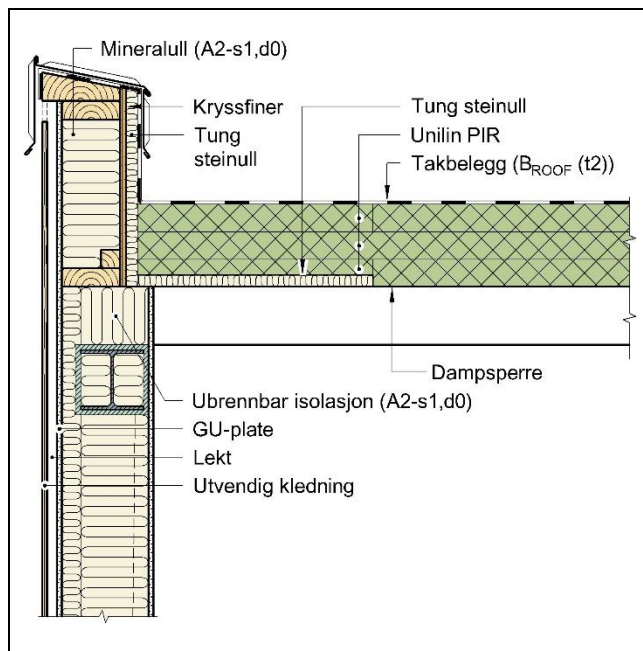 Mineralull (A2-s1,d0)
Kryssfiner
Tung
steinull
Tung steinull
Unilin PIR
Takbelegg (BROOF (t2))
Dampsperre
Ubrennbar isolasjon (A2-s1,d0)
GU-plate
Lekt
Utvendig kledning